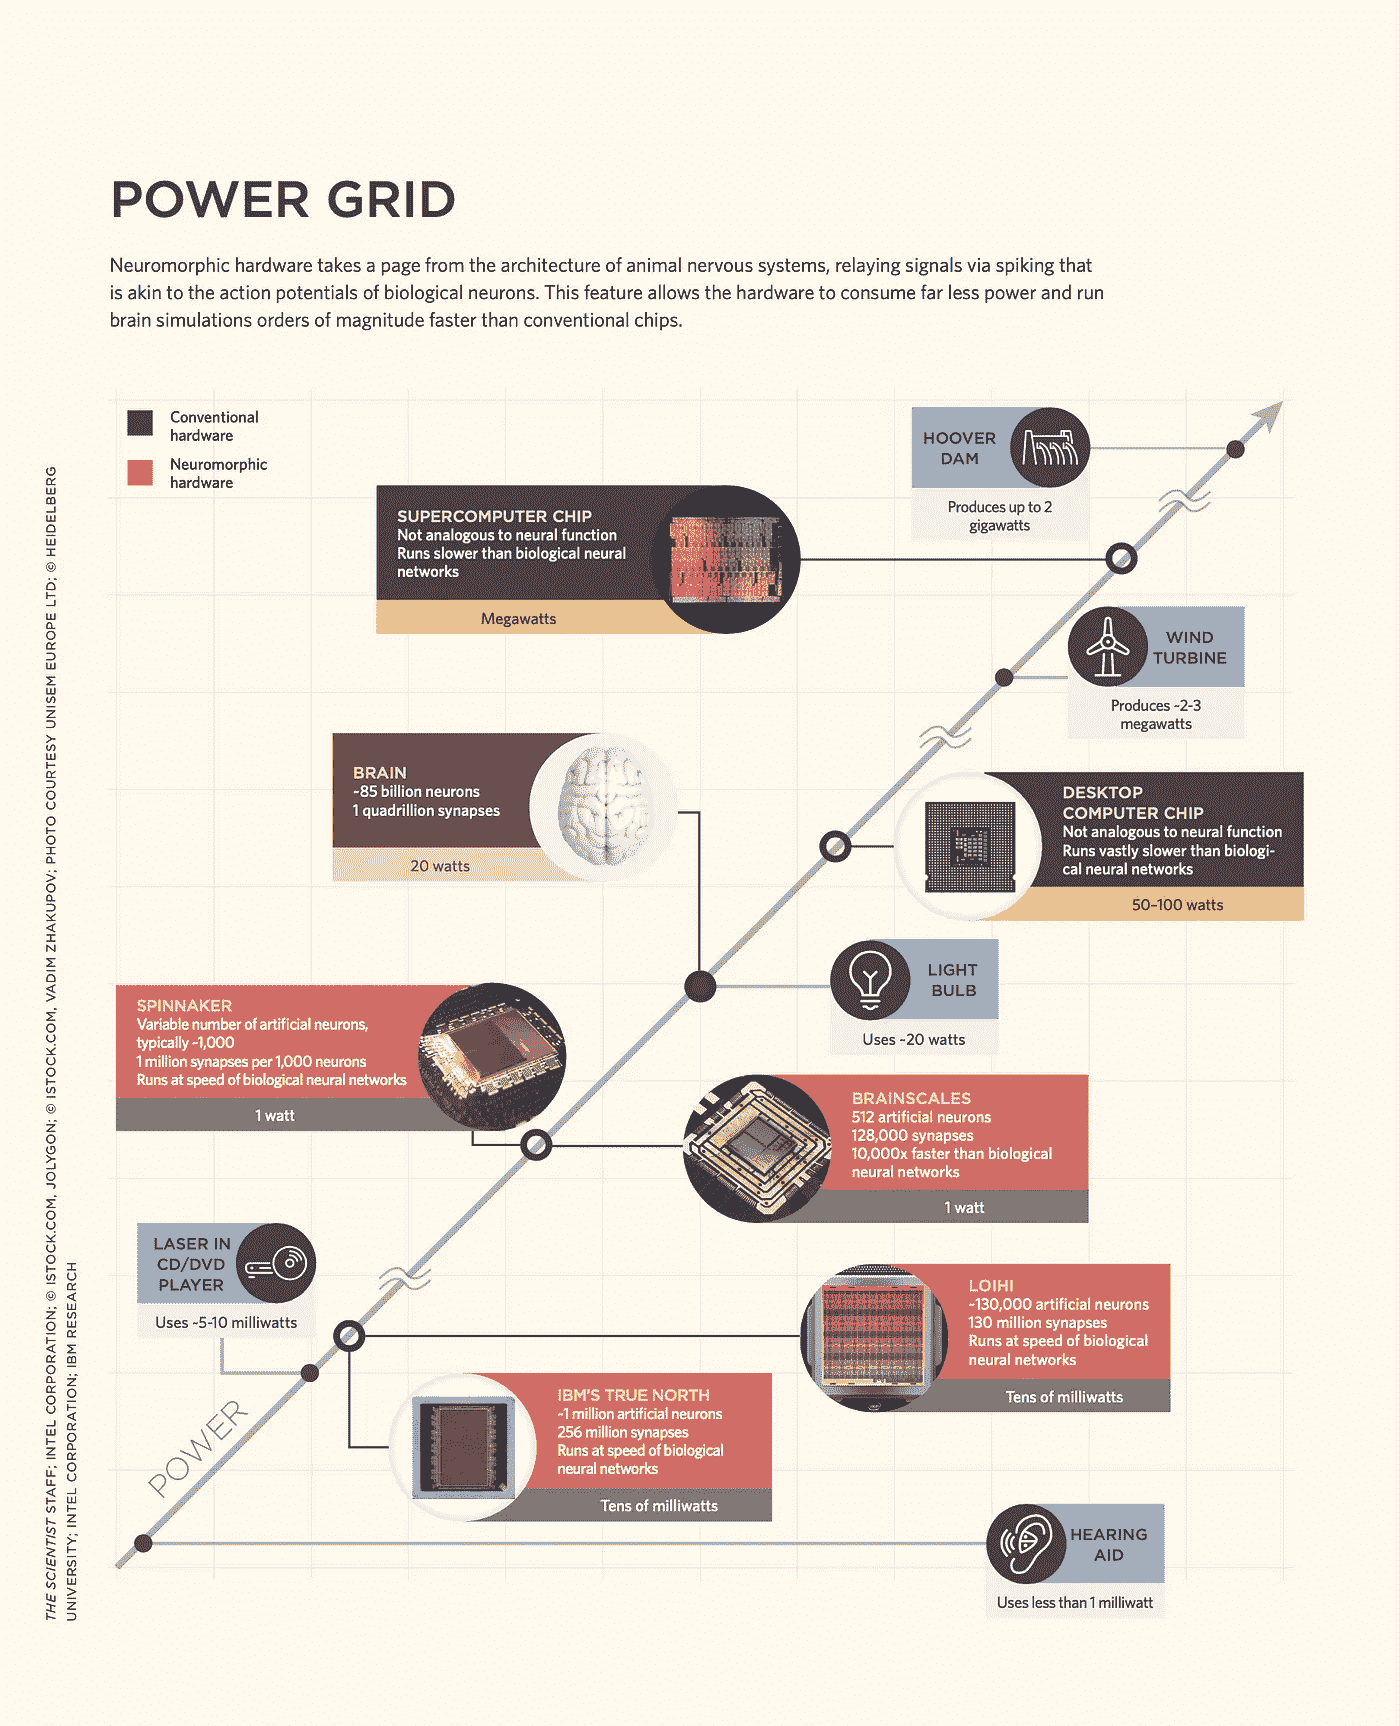 POWER GRID
Neuromorphic hardware takes a page from the architecture of animal nervous systems, relaying signals via spiking that
is akin to the action potentials of biological neurons. This feature allows the hardware to consume far less power and run
brain simulations orders of magnitude faster than conventional chips.
Conventional
hardware
Neuromorphic
hardware
HOOVER
DAM
Produces up to 2
gigawatts
SUPERCOMPUTER CHIP
Not analogous to neural function
Runs slower than biological neural
networks
Megawatts
WIND
TURBINE
Produces ~2-3
megawatts
BRAIN
~85 billion neurons
1 quadrillion synapses
20 watts
DESKTOP
COMPUTER CHIP
Not analogous to neural function
Runs vastly slower than biologi-
cal neural networks
50–100 watts
LIGHT
BULB
Uses ~20 watts
SPINNAKER
Variable number of artificial neurons,
typically ~1,000
1 million synapses per 1,000 neurons
Runs at speed of biological neural networks
1 watt
BRAINSCALES
512 artificial neurons
128,000 synapses
10,000x faster than biological
neural networks
1 watt
LASER IN
CD/DVD
PLAYER
Uses ~5-10 milliwatts
LOIHI
~130,000 artificial neurons
130 million synapses
Runs at speed of biological
neural networks
Tens of milliwatts
IBM'S TRUE NORTH
~1 million artificial neurons
256 million synapses
Runs at speed of biological
neural networks
Tens of milliwatts
POWER
HEARING
AID
Uses less than 1 milliwatt
THE SCIENTIST STAFF; INTEL CORPORATION; © ISTOCK.COM, JOLYGON; © ISTOCK.COM, VADIM ZHAKUPOV; PHOTO COURTESY UNISEM EUROPE LTD; © HEIDELBERG
UNIVERSITY; INTEL CORPORATION; IBM RESEARCH